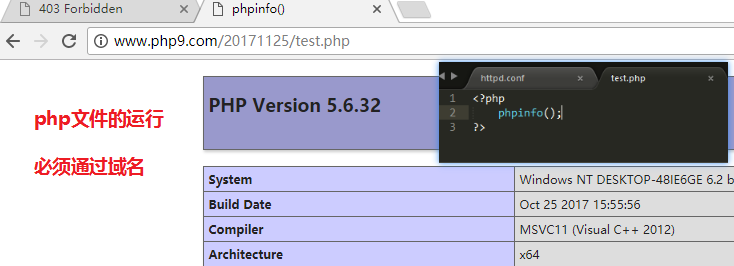 403 Forbidden
phpinfo()
www.php9.com/20171125/test.php
httpd.conf
test.php
1 <?php
2 phpinfo();
3 ?>
PHP Version 5.6.32
php文件的运行
必须通过域名
System Windows NT DESKTOP-48IE6GE 6.2 b
Build Date Oct 25 2017 15:55:56
Compiler MSVC11 (Visual C++ 2012)
Architecture x64